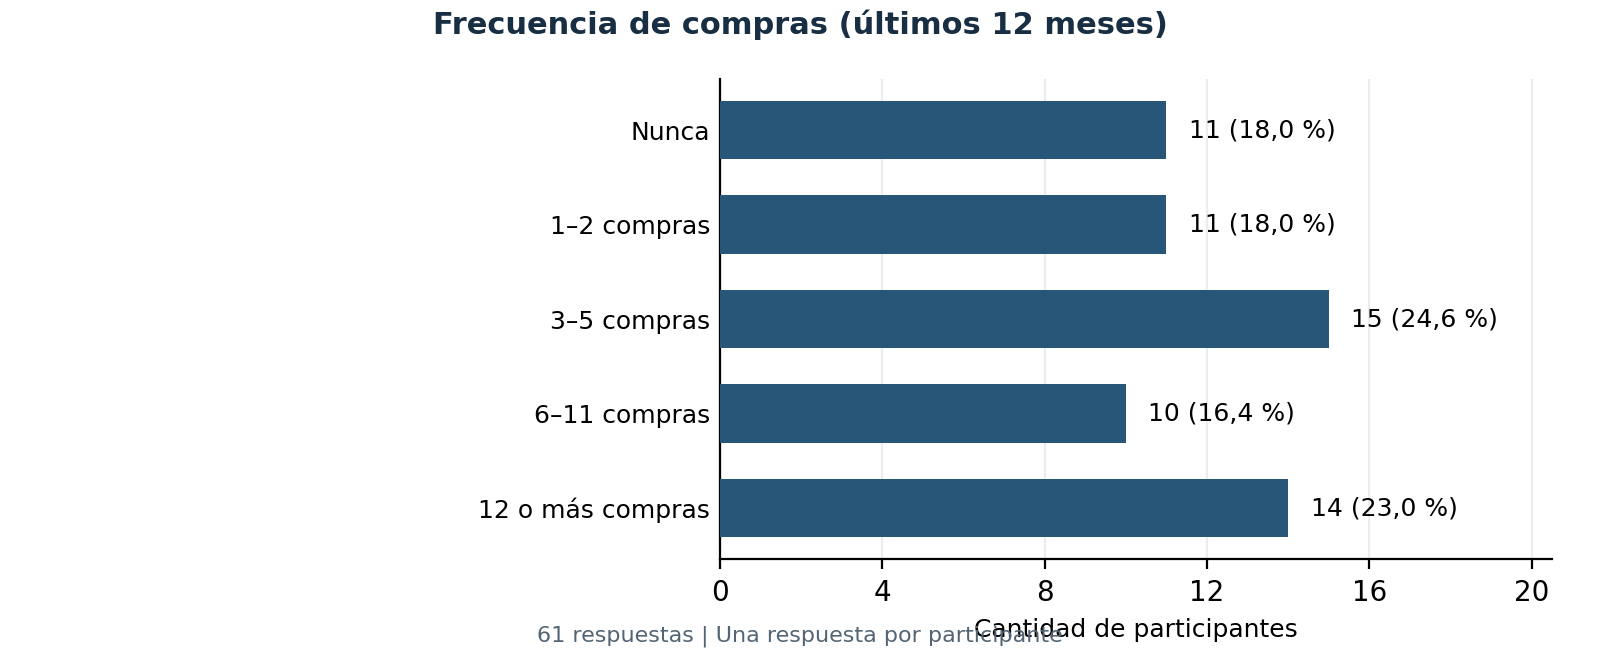 Frecuencia de compras (últimos 12 meses)
Nunca 11 (18,0 %)
1–2 compras 11 (18,0 %)
3–5 compras 15 (24,6 %)
6–11 compras 10 (16,4 %)
12 o más compras 14 (23,0 %)
0 4 8 12 16 20
Cantidad de participantes
61 respuestas | Una respuesta por participante